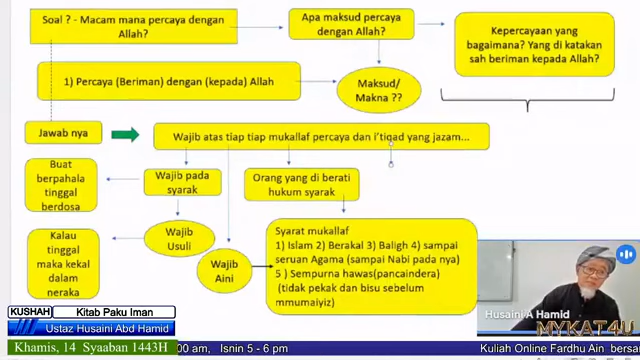 Soal ? - Macam mana percaya dengan
Allah?
Apa maksud percaya
dengan Allah?
Kepercayaan yang
bagaimana? Yang di katakan
sah beriman kepada Allah?
1) Percaya (Beriman) dengan (kepada) Allah
Maksud/
Makna ??
Jawab nya
Wajib atas tiap tiap mukallaf percaya dan i'tiqad yang jazam...
Buat
berpahala
tinggal
berdosa
Wajib pada
syarak
Orang yang di berati
hukum syarak
Kalau
tinggal
maka kekal
dalam
neraka
Wajib
Usuli
Wajib
Aini
Syarat mukallaf
1) Islam 2) Berakal 3) Baligh 4) sampai
seruan Agama (sampai Nabi pada nya)
5 ) Sempurna hawas(pancaindera)
(tidak pekak dan bisu sebelum
mmumaiyiz)
Husaini A Hamid
MYKAT4U
KUSHAH Kitab Paku Iman
Ustaz Husaini Abd Hamid
Khamis, 14 Syaaban 1443H
:00 am, Isnin 5 - 6 pm
Kuliah Online Fardhu Ain bersa